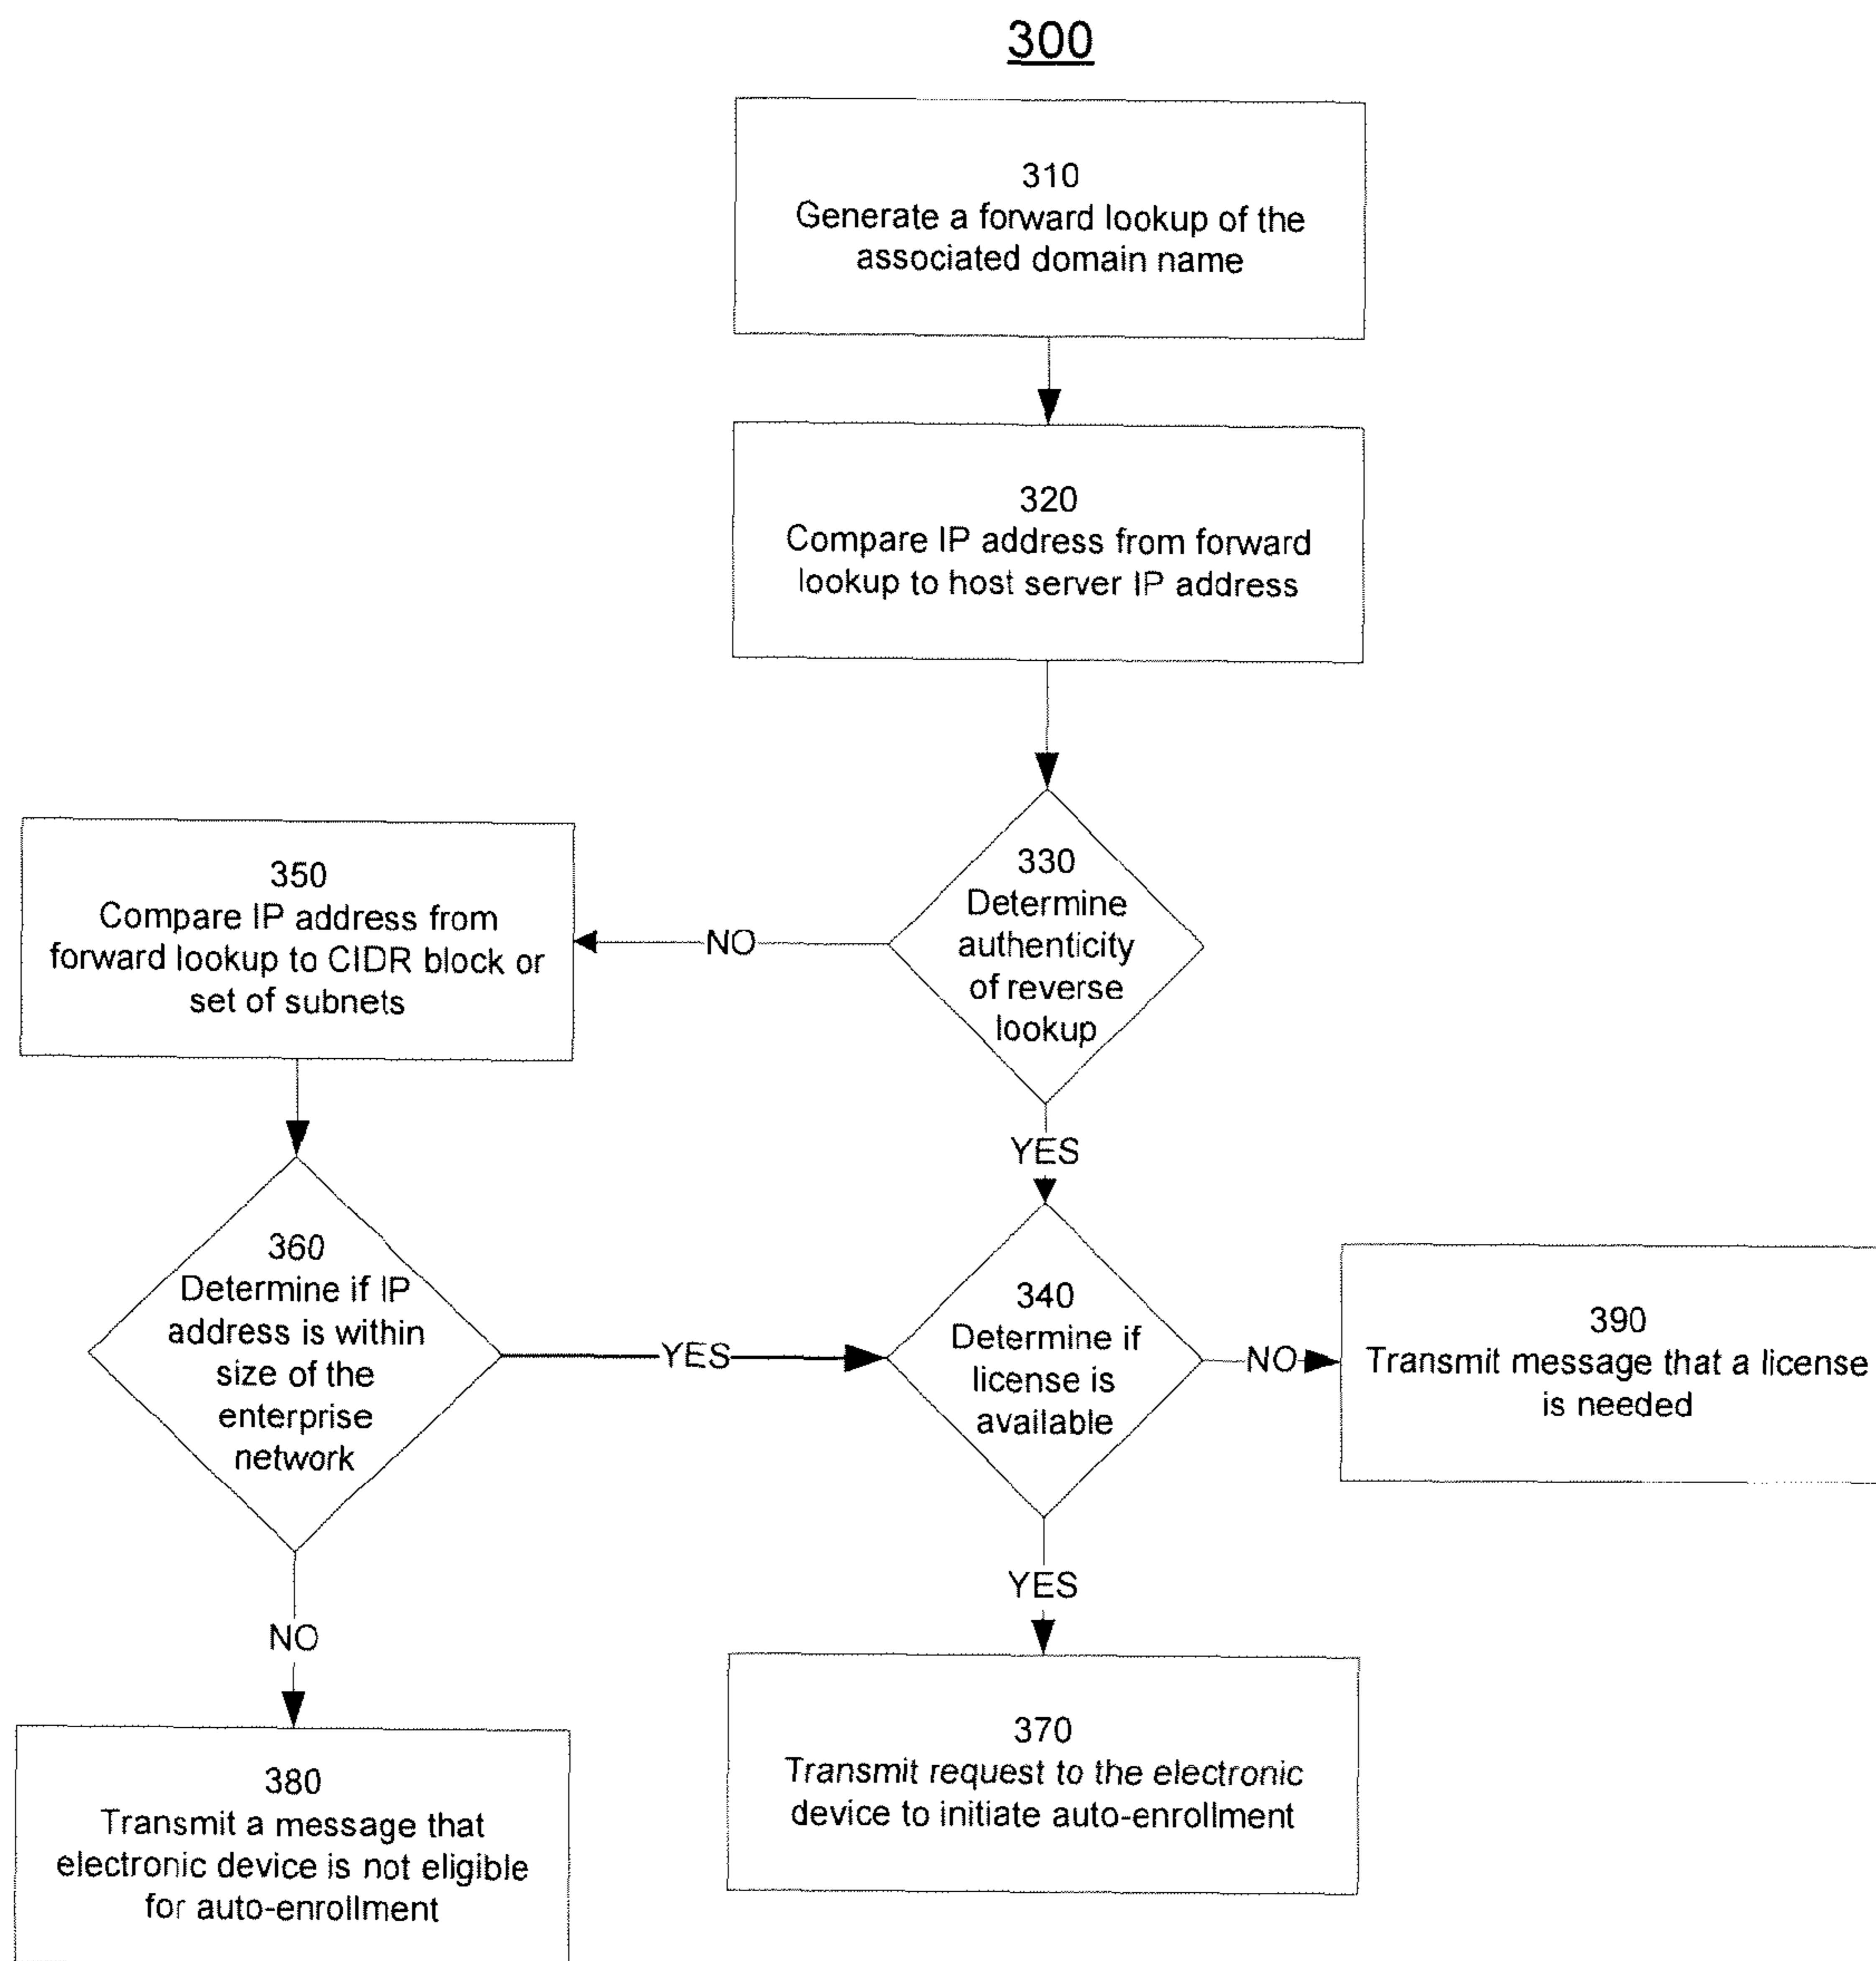 300
310
Generate a forward lookup of the
associated domain name
320
Compare IP address from forward
lookup to host server IP address
330
Determine
authenticity
of reverse
lookup
NO
350
Compare IP address from
forward lookup to CIDR block or
set of subnets
YES
360
Determine if IP
address is within
size of the
enterprise
network
YES
340
Determine if
license is
available
NO
390
Transmit message that a license
is needed
NO
YES
380
Transmit a message that
electronic device is not eligible
for auto-enrollment
370
Transmit request to the electronic
device to initiate auto-enrollment